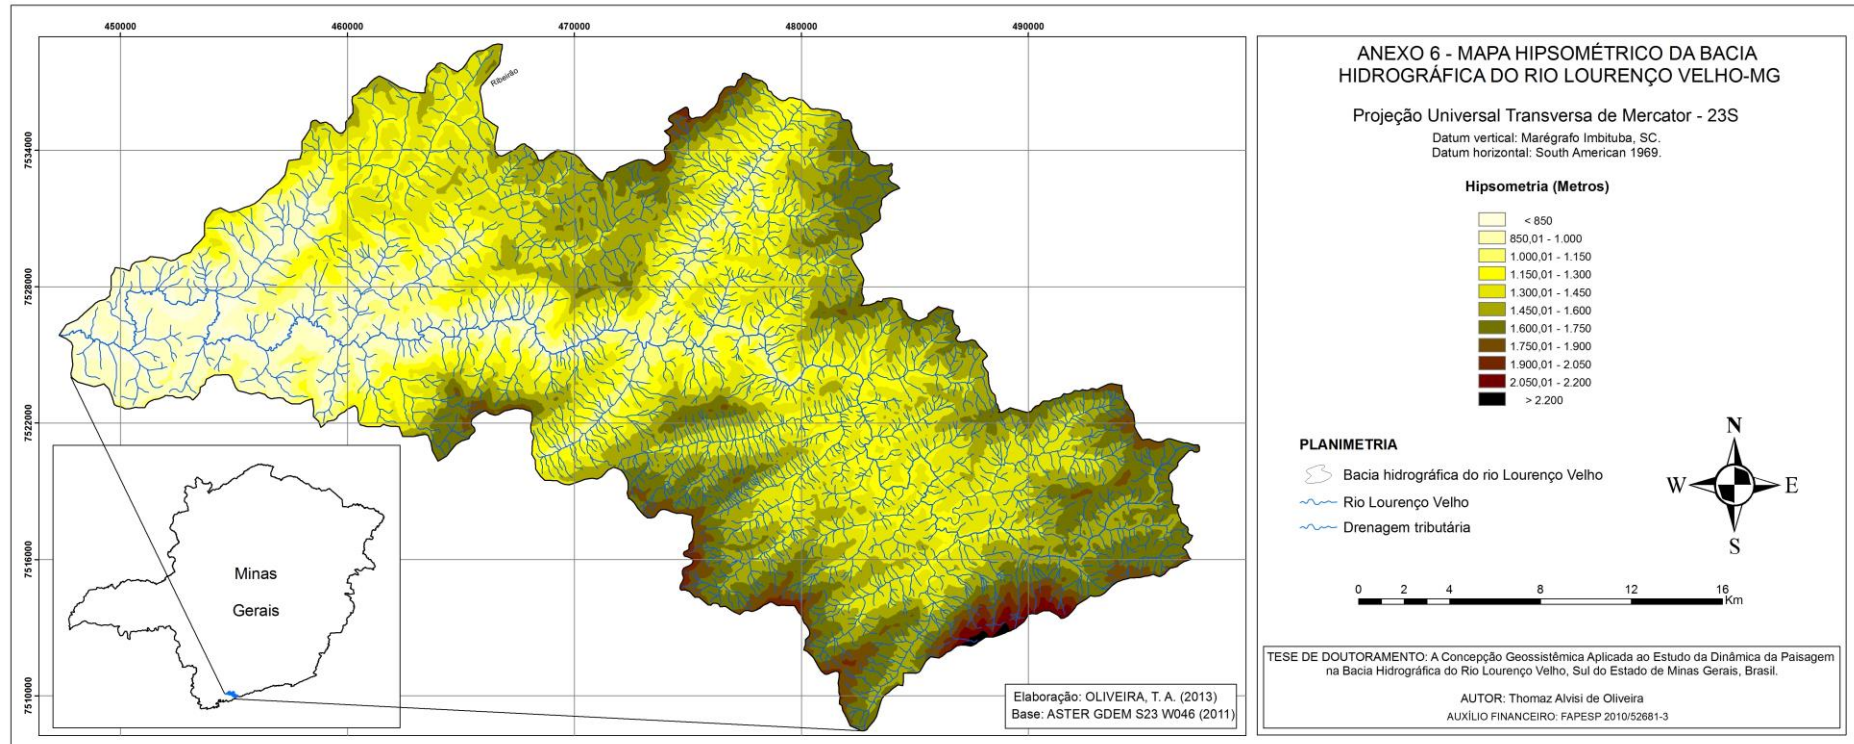 450000
460000
470000
480000
490000
7534000
7528000
7522000
7516000
7510000
Ribeirão
Minas
Gerais
Elaboração: OLIVEIRA, T. A. (2013)
Base: ASTER GDEM S23 W046 (2011)
ANEXO 6 - MAPA HIPSOMÉTRICO DA BACIA
HIDROGRÁFICA DO RIO LOURENÇO VELHO-MG
Projeção Universal Transversa de Mercator - 23S
Datum vertical: Marégrafo Imbituba, SC.
Datum horizontal: South American 1969.
Hipsometria (Metros)
< 850
850,01 - 1.000
1.000,01 - 1.150
1.150,01 - 1.300
1.300,01 - 1.450
1.450,01 - 1.600
1.600,01 - 1.750
1.750,01 - 1.900
1.900,01 - 2.050
2.050,01 - 2.200
> 2.200
PLANIMETRIA
Bacia hidrográfica do rio Lourenço Velho
Rio Lourenço Velho
Drenagem tributária
N
W E
S
0 2 4 8 12 16
Km
TESE DE DOUTORAMENTO: A Concepção Geossistêmica Aplicada ao Estudo da Dinâmica da Paisagem
na Bacia Hidrográfica do Rio Lourenço Velho, Sul do Estado de Minas Gerais, Brasil.
AUTOR: Thomaz Alvisi de Oliveira
AUXÍLIO FINANCEIRO: FAPESP 2010/52681-3